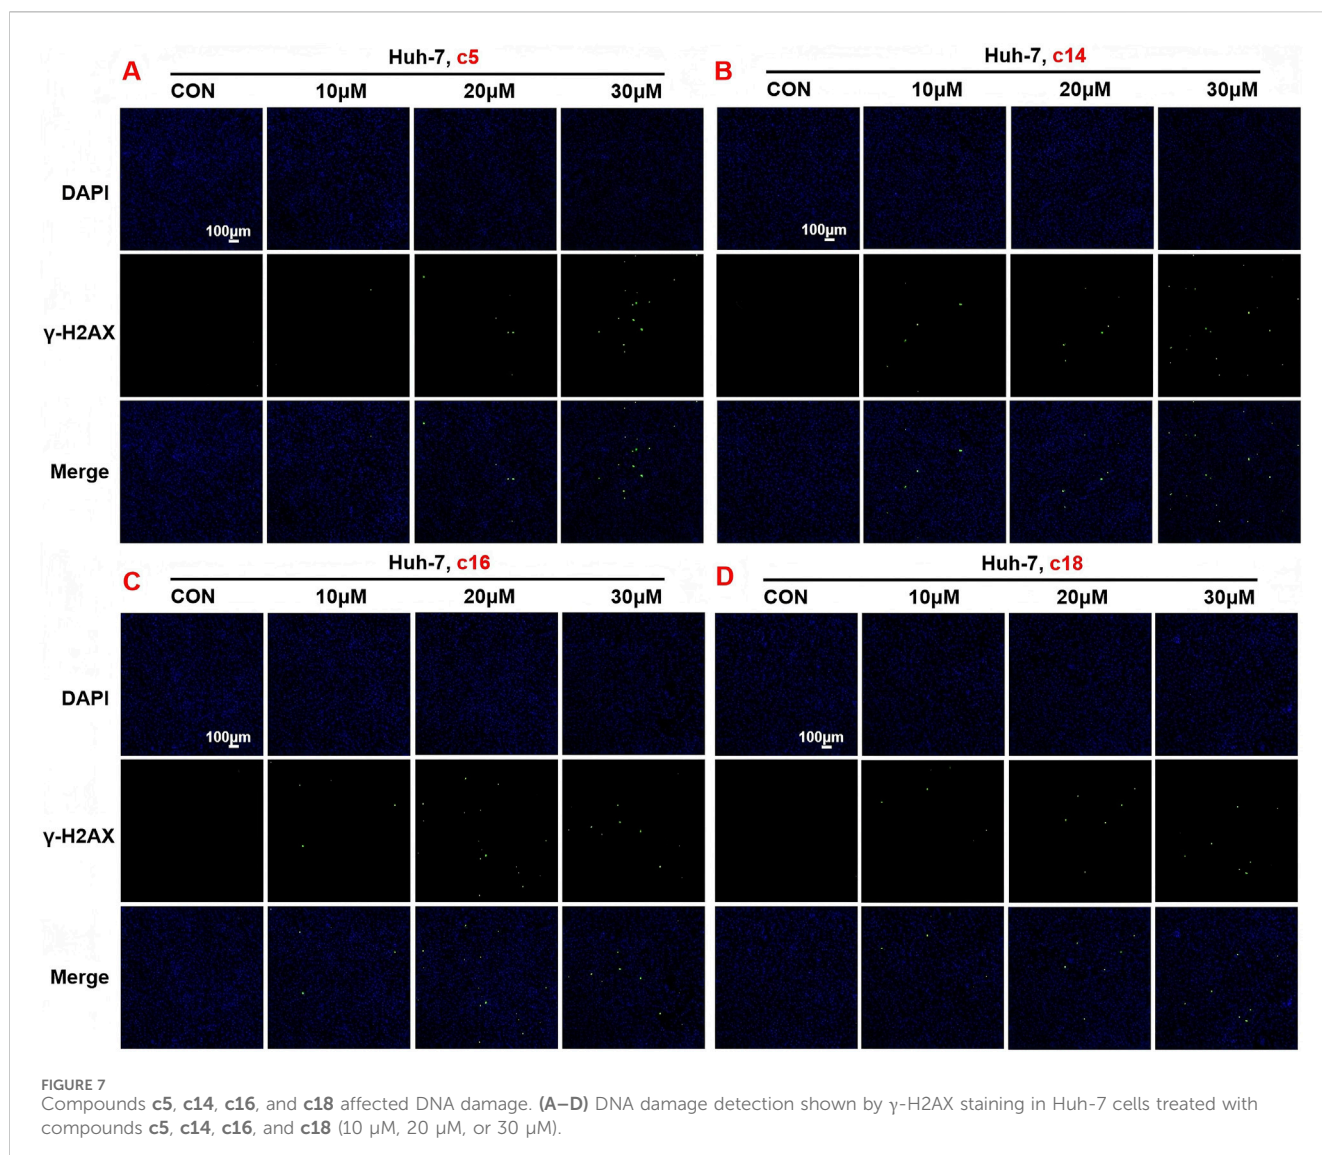 A Huh-7, c5
CON 10μM 20μM 30μM
B Huh-7, c14
CON 10μM 20μM 30μM
DAPI
100μm
100μm
γ-H2AX
Merge
C Huh-7, c16
CON 10μM 20μM 30μM
D Huh-7, c18
CON 10μM 20μM 30μM
DAPI
100μm
100μm
γ-H2AX
Merge
FIGURE 7
Compounds c5, c14, c16, and c18 affected DNA damage. (A–D) DNA damage detection shown by γ-H2AX staining in Huh-7 cells treated with
compounds c5, c14, c16, and c18 (10 μM, 20 μM, or 30 μM).